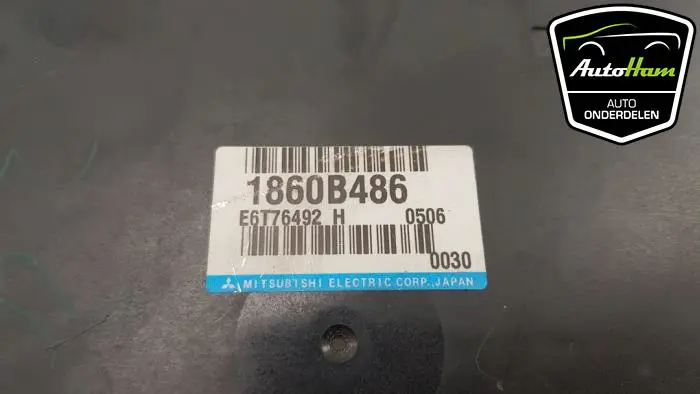 AutoHam
AUTO
ONDERDELEN
1860B486
E6T76492 H 0506
0030
MITSUBISHI ELECTRIC CORP., JAPAN